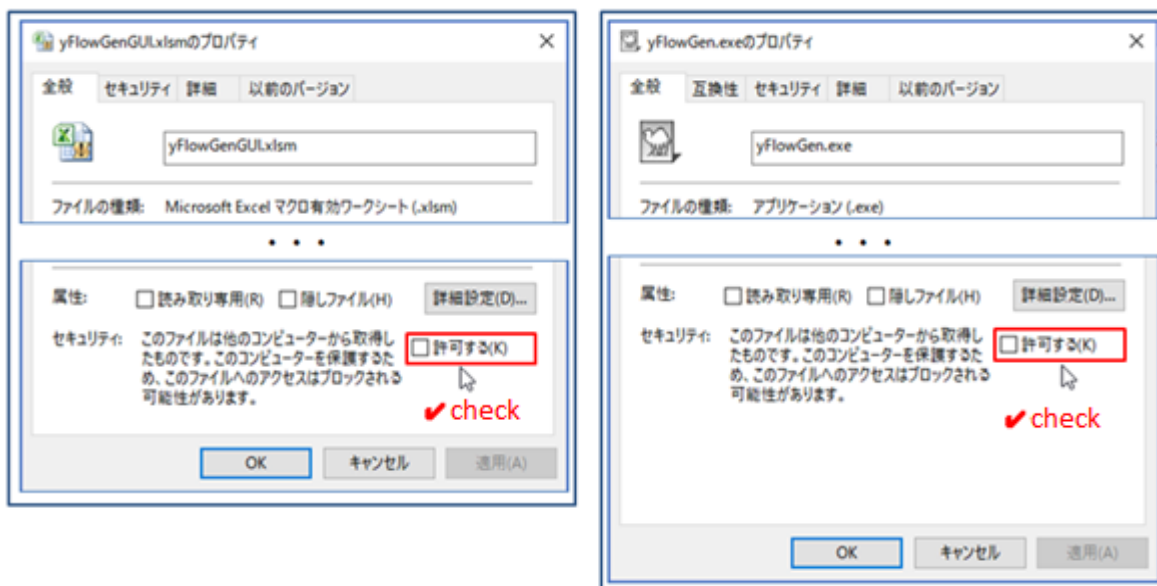 yFlowGenGUI.xlsmのプロパティ
全般 セキュリティ 詳細 以前のバージョン
yFlowGenGUI.xlsm
ファイルの種類: Microsoft Excel マクロ有効ワークシート (.xlsm)
・・・
属性: 読み取り専用(R) 隠しファイル(H) 詳細設定(D)...
セキュリティ: このファイルは他のコンピューターから取得し
たものです。このコンピューターを保護するた
め、このファイルへのアクセスはブロックされる
可能性があります。
許可する(K)
✔ check
OK キャンセル 適用(A)
yFlowGen.exeのプロパティ
全般 互換性 セキュリティ 詳細 以前のバージョン
yFlowGen.exe
ファイルの種類: アプリケーション (.exe)
・・・
属性: 読み取り専用(R) 隠しファイル(H) 詳細設定(D)...
セキュリティ: このファイルは他のコンピューターから取得し
たものです。このコンピューターを保護するた
め、このファイルへのアクセスはブロックされる
可能性があります。
許可する(K)
✔ check
OK キャンセル 適用(A)